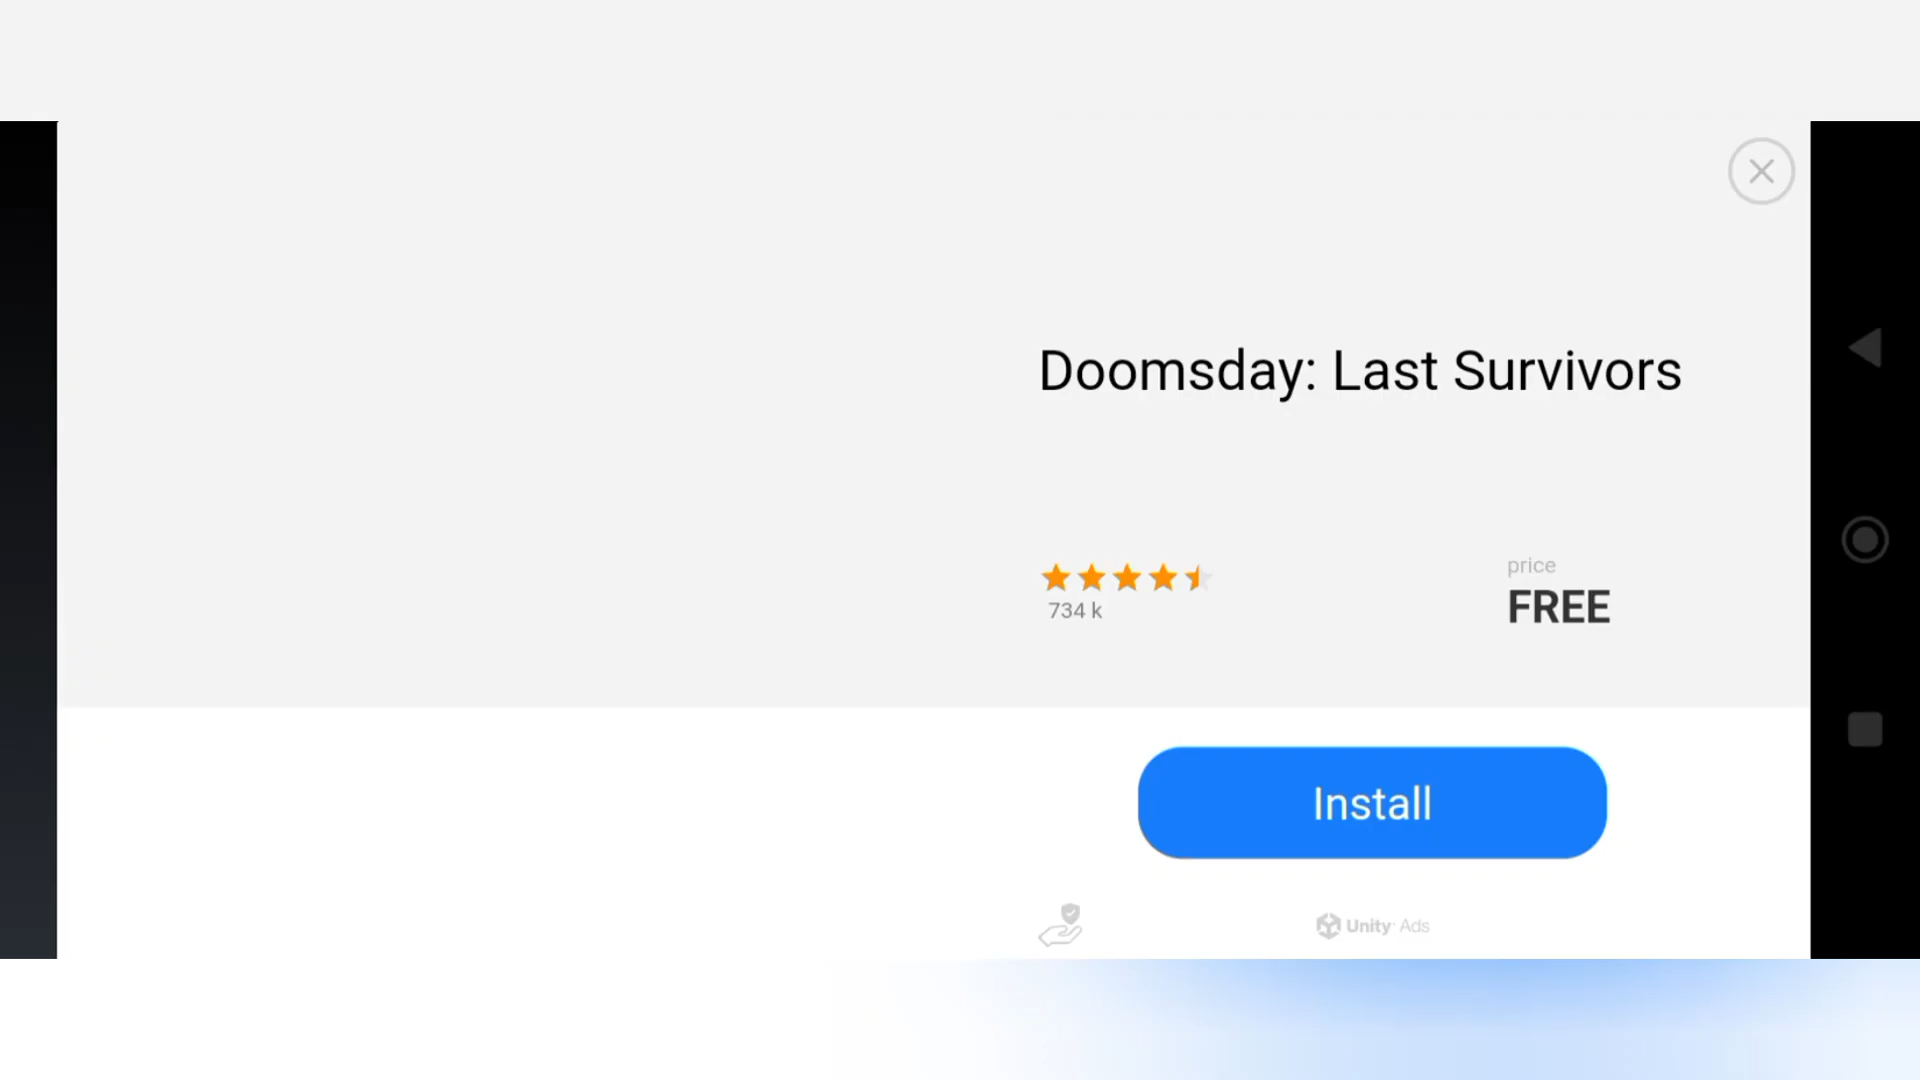 Doomsday: Last Survivors
734 k
price
FREE
Install
Unity Ads